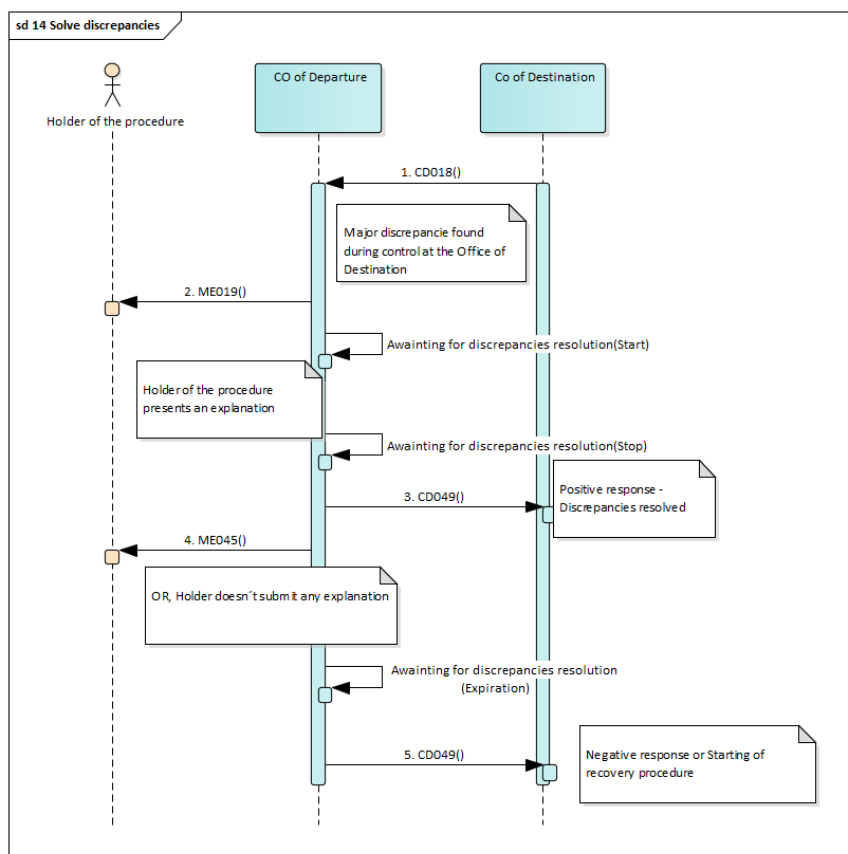 sd 14 Solve discrepancies
CO of Departure
Co of Destination
Holder of the procedure
1. CD018()
Major discrepancie found
during control at the Office of
Destination
2. ME019()
Awainting for discrepancies resolution(Start)
Holder of the procedure
presents an explanation
Awainting for discrepancies resolution(Stop)
3. CD049()
Positive response -
Discrepancies resolved
4. ME045()
OR, Holder doesn´t submit any explanation
Awainting for discrepancies resolution
(Expiration)
5. CD049()
Negative response or Starting of
recovery procedure